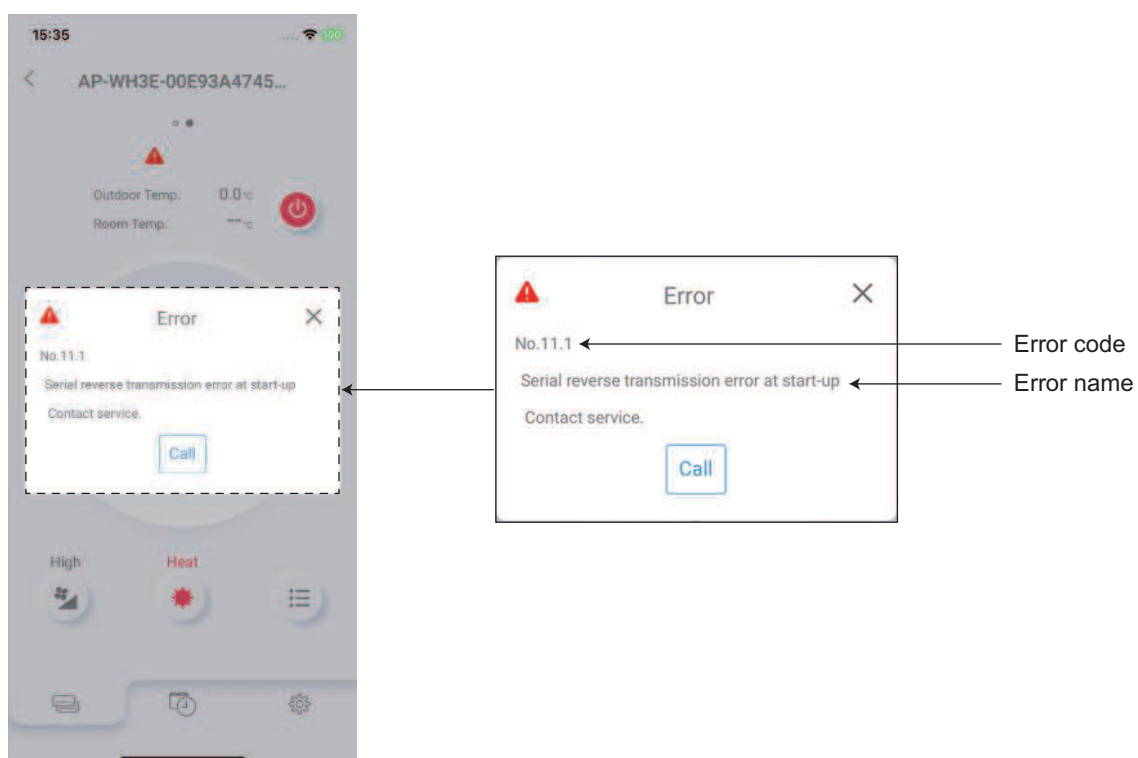 15:35
100
AP-WH3E-00E93A4745...
Outdoor Temp. 0.0 °C
Room Temp. -- °C
Error
No.11.1
Serial reverse transmission error at start-up
Contact service.
Call
High Heat
Error
No.11.1
Serial reverse transmission error at start-up
Contact service.
Call
Error code
Error name